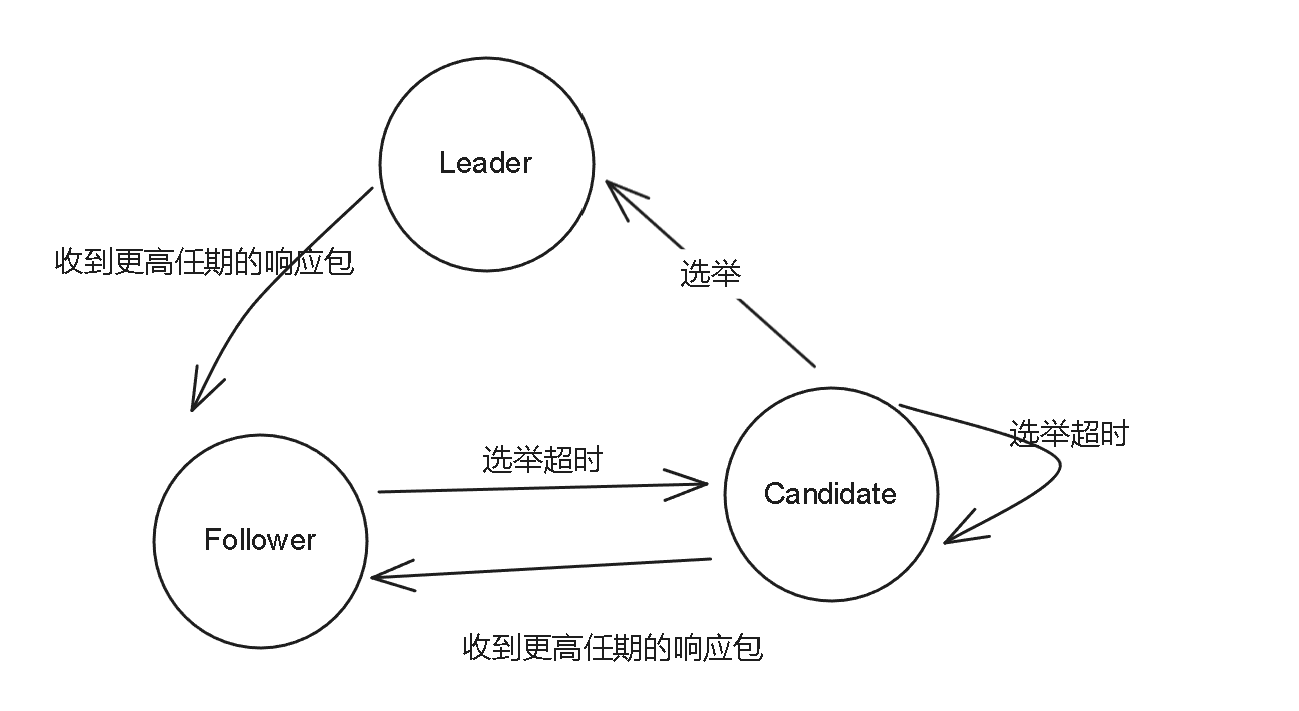 Leader
收到更高任期的响应包
选举
选举超时
选举超时
Candidate
Follower
收到更高任期的响应包